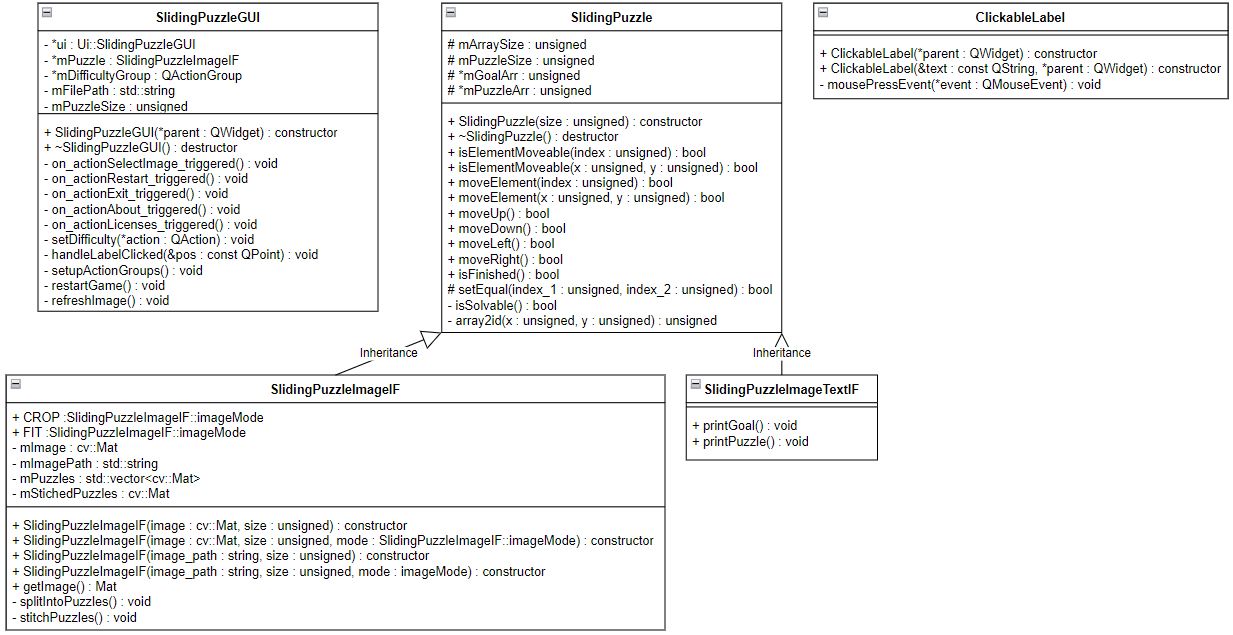 SlidingPuzzleGUI
- *ui : Ui::SlidingPuzzleGUI
- *mPuzzle : SlidingPuzzleImageIF
- *mDifficultyGroup : QActionGroup
- mFilePath : std::string
- mPuzzleSize : unsigned
+ SlidingPuzzleGUI(*parent : QWidget) : constructor
+ ~SlidingPuzzleGUI() : destructor
- on_actionSelectImage_triggered() : void
- on_actionRestart_triggered() : void
- on_actionExit_triggered() : void
- on_actionAbout_triggered() : void
- on_actionLicenses_triggered() : void
- setDifficulty(*action : QAction) : void
- handleLabelClicked(&pos : const QPoint) : void
- setupActionGroups() : void
- restartGame() : void
- refreshImage() : void
SlidingPuzzle
# mArraySize : unsigned
# mPuzzleSize : unsigned
# *mGoalArr : unsigned
# *mPuzzleArr : unsigned
+ SlidingPuzzle(size : unsigned) : constructor
+ ~SlidingPuzzle() : destructor
+ isElementMoveable(index : unsigned) : bool
+ isElementMoveable(x : unsigned, y : unsigned) : bool
+ moveElement(index : unsigned) : bool
+ moveElement(x : unsigned, y : unsigned) : bool
+ moveUp() : bool
+ moveDown() : bool
+ moveLeft() : bool
+ moveRight() : bool
+ isFinished() : bool
# setEqual(index_1 : unsigned, index_2 : unsigned) : bool
- isSolvable() : bool
- array2id(x : unsigned, y : unsigned) : unsigned
ClickableLabel
+ ClickableLabel(*parent : QWidget) : constructor
+ ClickableLabel(&text : const QString, *parent : QWidget) : constructor
- mousePressEvent(*event : QMouseEvent) : void
Inheritance
Inheritance
SlidingPuzzleImageIF
+ CROP :SlidingPuzzleImageIF::imageMode
+ FIT :SlidingPuzzleImageIF::imageMode
- mImage : cv::Mat
- mImagePath : std::string
- mPuzzles : std::vector<cv::Mat>
- mStichedPuzzles : cv::Mat
+ SlidingPuzzleImageIF(image : cv::Mat, size : unsigned) : constructor
+ SlidingPuzzleImageIF(image : cv::Mat, size : unsigned, mode : SlidingPuzzleImageIF::imageMode) : constructor
+ SlidingPuzzleImageIF(image_path : string, size : unsigned) : constructor
+ SlidingPuzzleImageIF(image_path : string, size : unsigned, mode : imageMode) : constructor
+ getImage() : Mat
- splitIntoPuzzles() : void
- stitchPuzzles() : void
SlidingPuzzleImageTextIF
+ printGoal() : void
+ printPuzzle() : void